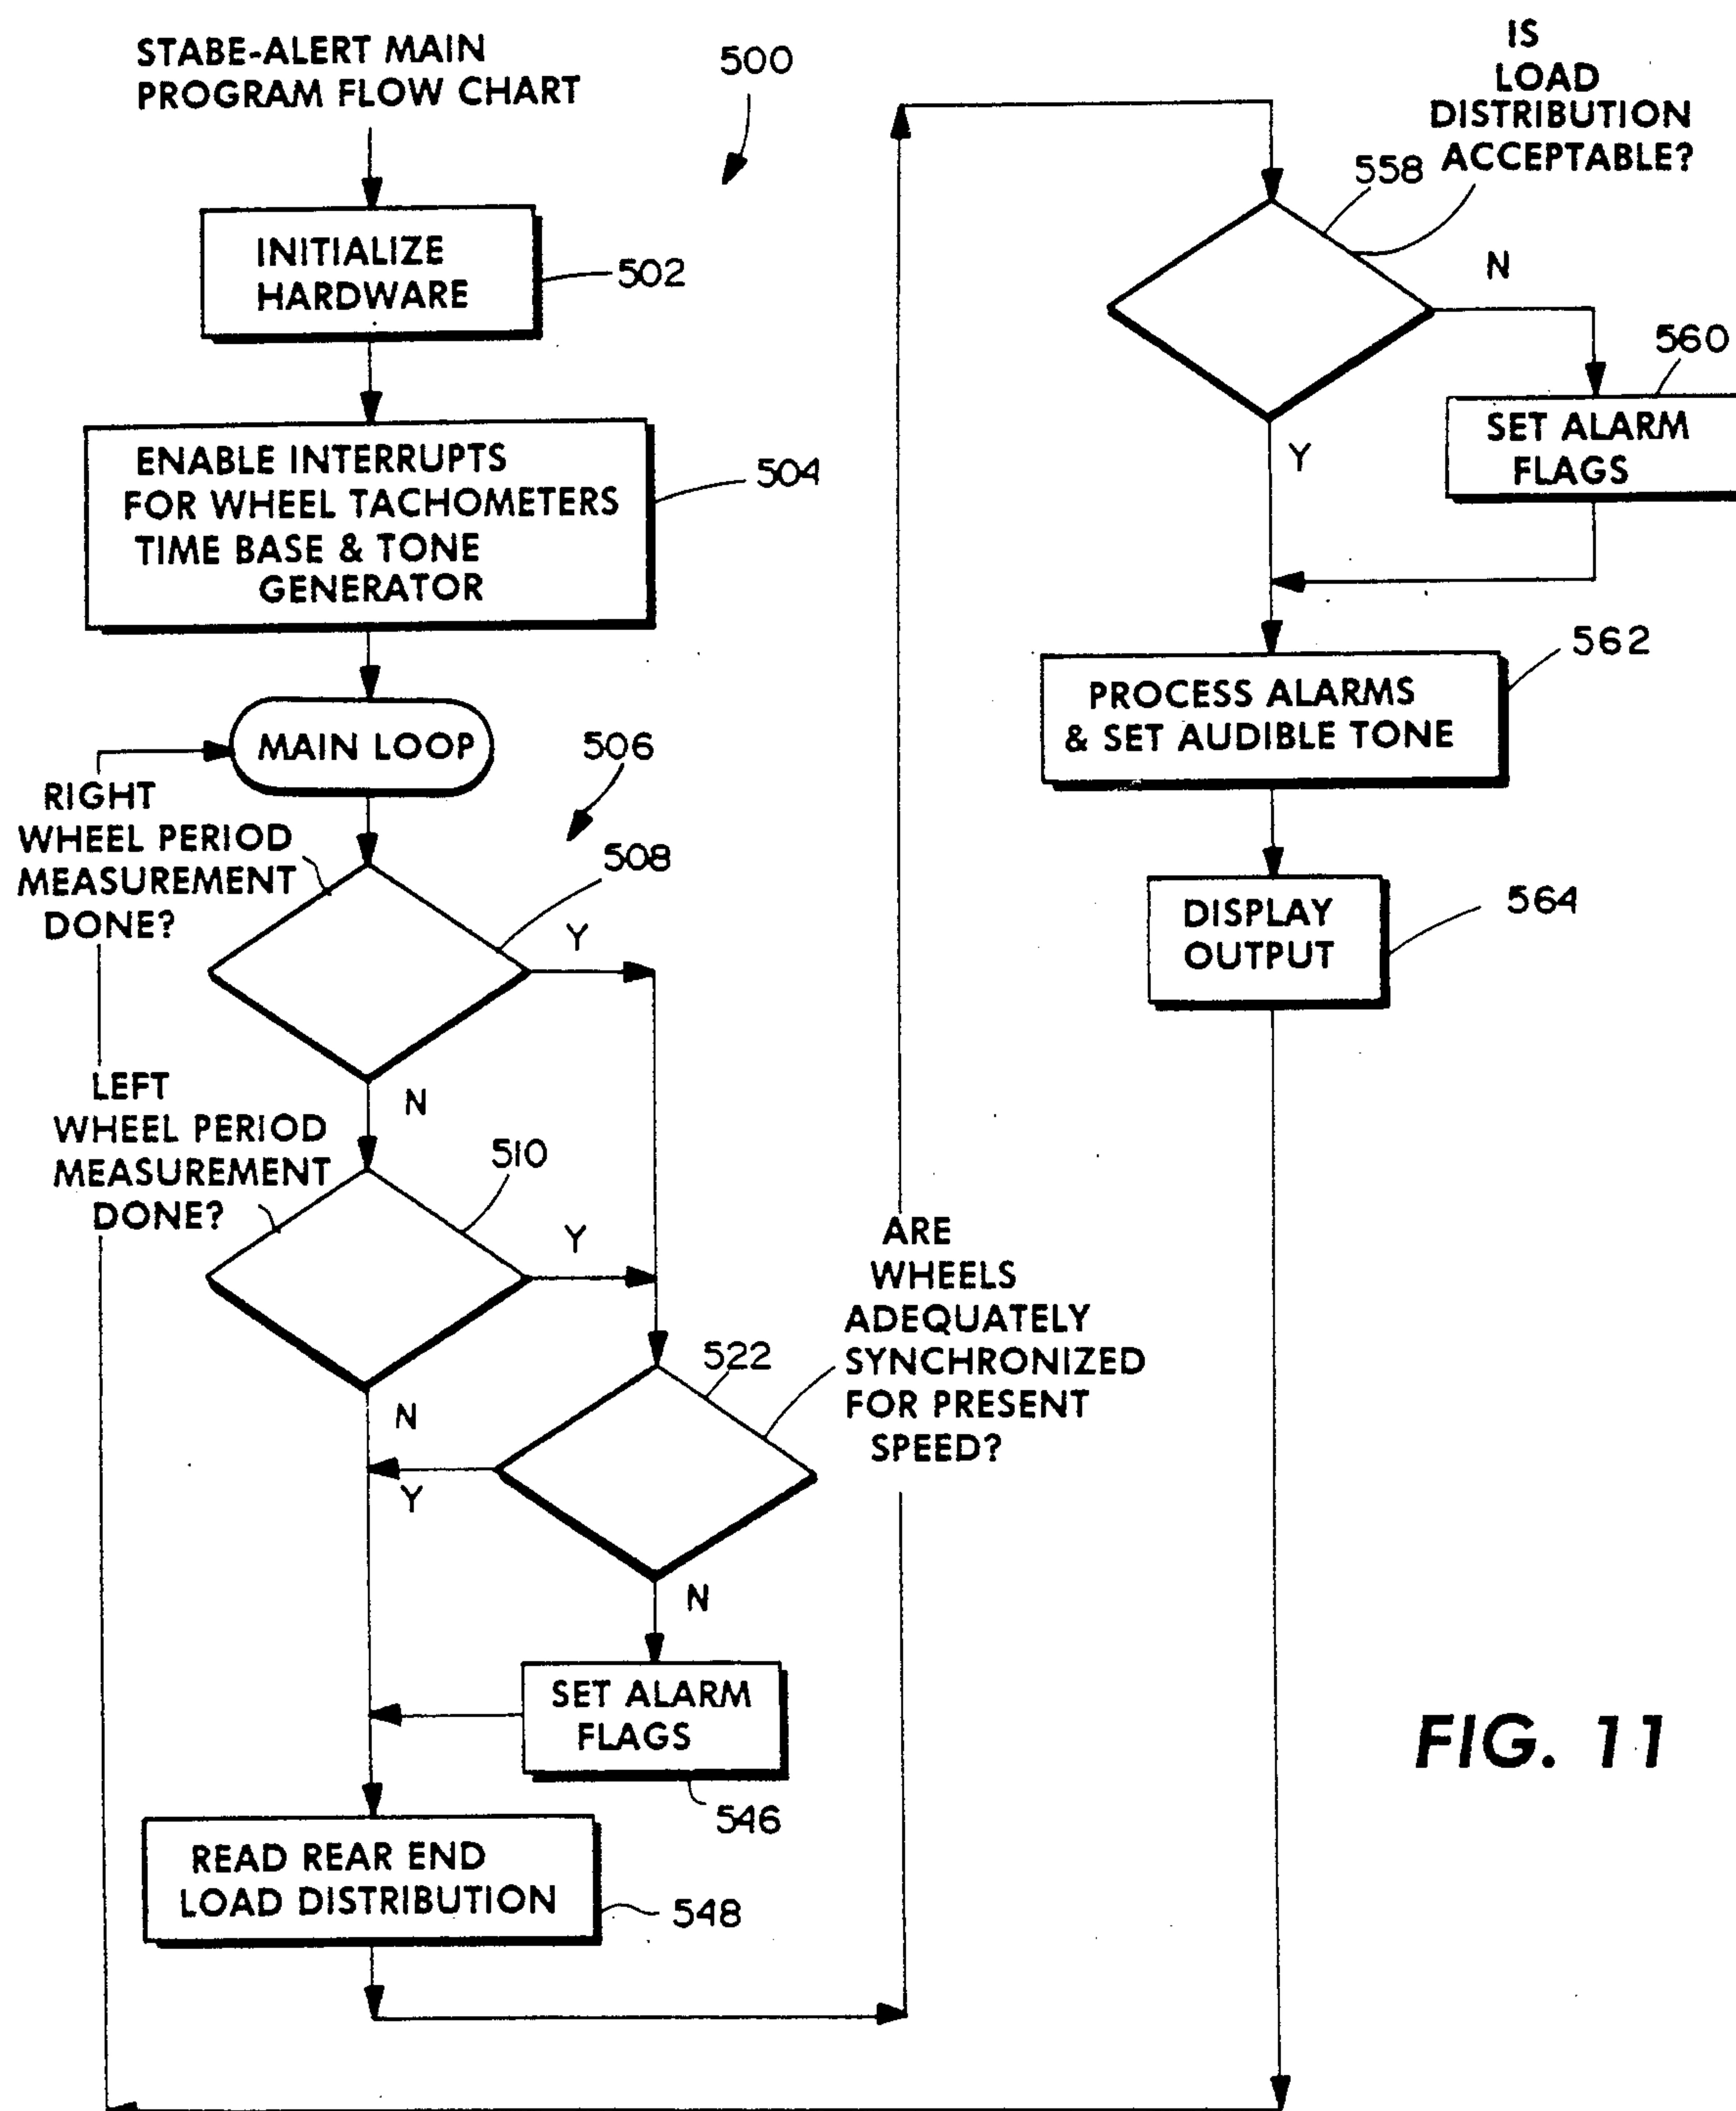 STABE-ALERT MAIN
PROGRAM FLOW CHART
500
INITIALIZE
HARDWARE
502
ENABLE INTERRUPTS
FOR WHEEL TACHOMETERS
TIME BASE & TONE
GENERATOR
504
MAIN LOOP
506
RIGHT
WHEEL PERIOD
MEASUREMENT
DONE?
508
Y
N
LEFT
WHEEL PERIOD
MEASUREMENT
DONE?
510
Y
N
522
ARE
WHEELS
ADEQUATELY
SYNCHRONIZED
FOR PRESENT
SPEED?
Y
N
SET ALARM
FLAGS
546
READ REAR END
LOAD DISTRIBUTION
548
IS
LOAD
DISTRIBUTION
ACCEPTABLE?
558
N
560
SET ALARM
FLAGS
Y
562
PROCESS ALARMS
& SET AUDIBLE TONE
DISPLAY
OUTPUT
564
FIG. 11